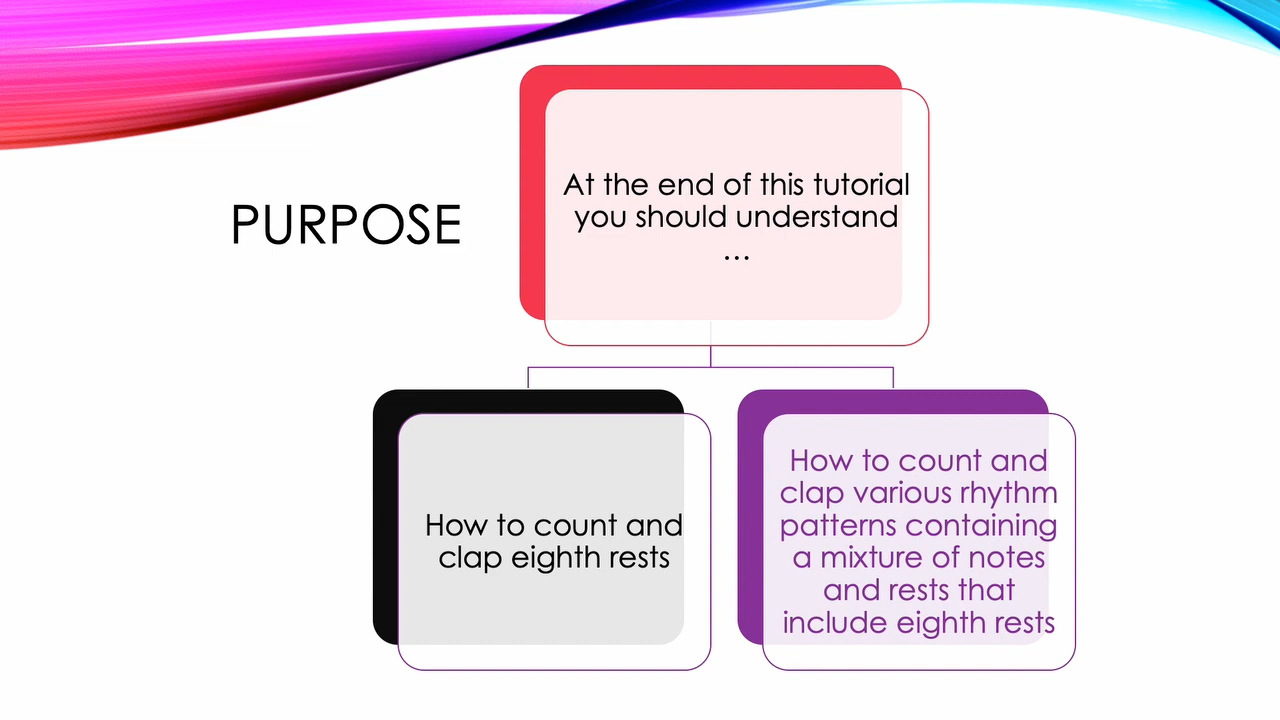 PURPOSE
At the end of this tutorial
you should understand
…
How to count and
clap eighth rests
How to count and
clap various rhythm
patterns containing
a mixture of notes
and rests that
include eighth rests